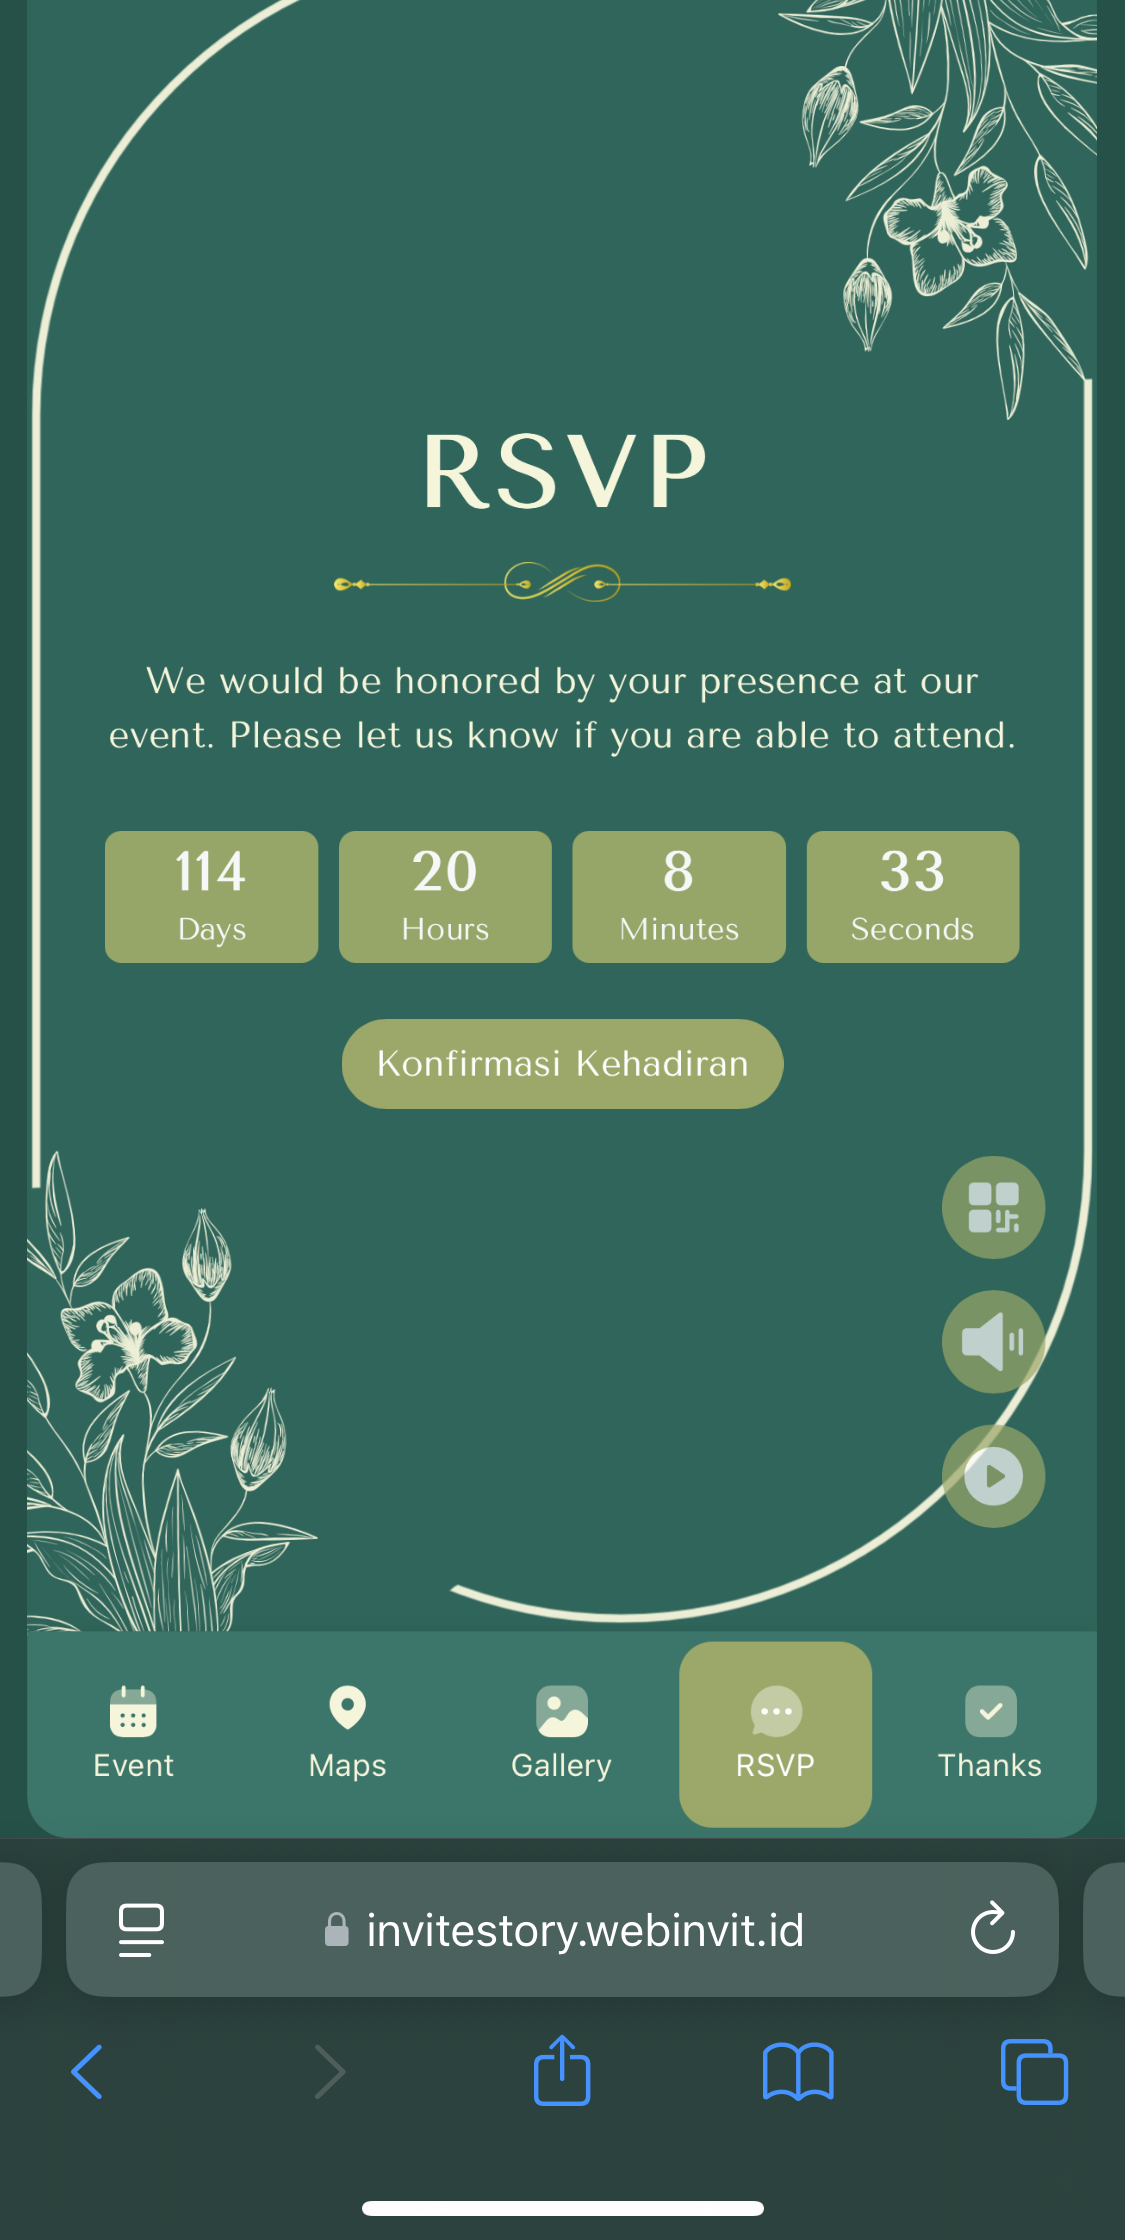 RSVP
We would be honored by your presence at our
event. Please let us know if you are able to attend.
114
Days
20
Hours
8
Minutes
33
Seconds
Konfirmasi Kehadiran
Event
Maps
Gallery
RSVP
Thanks
invitestory.webinvit.id